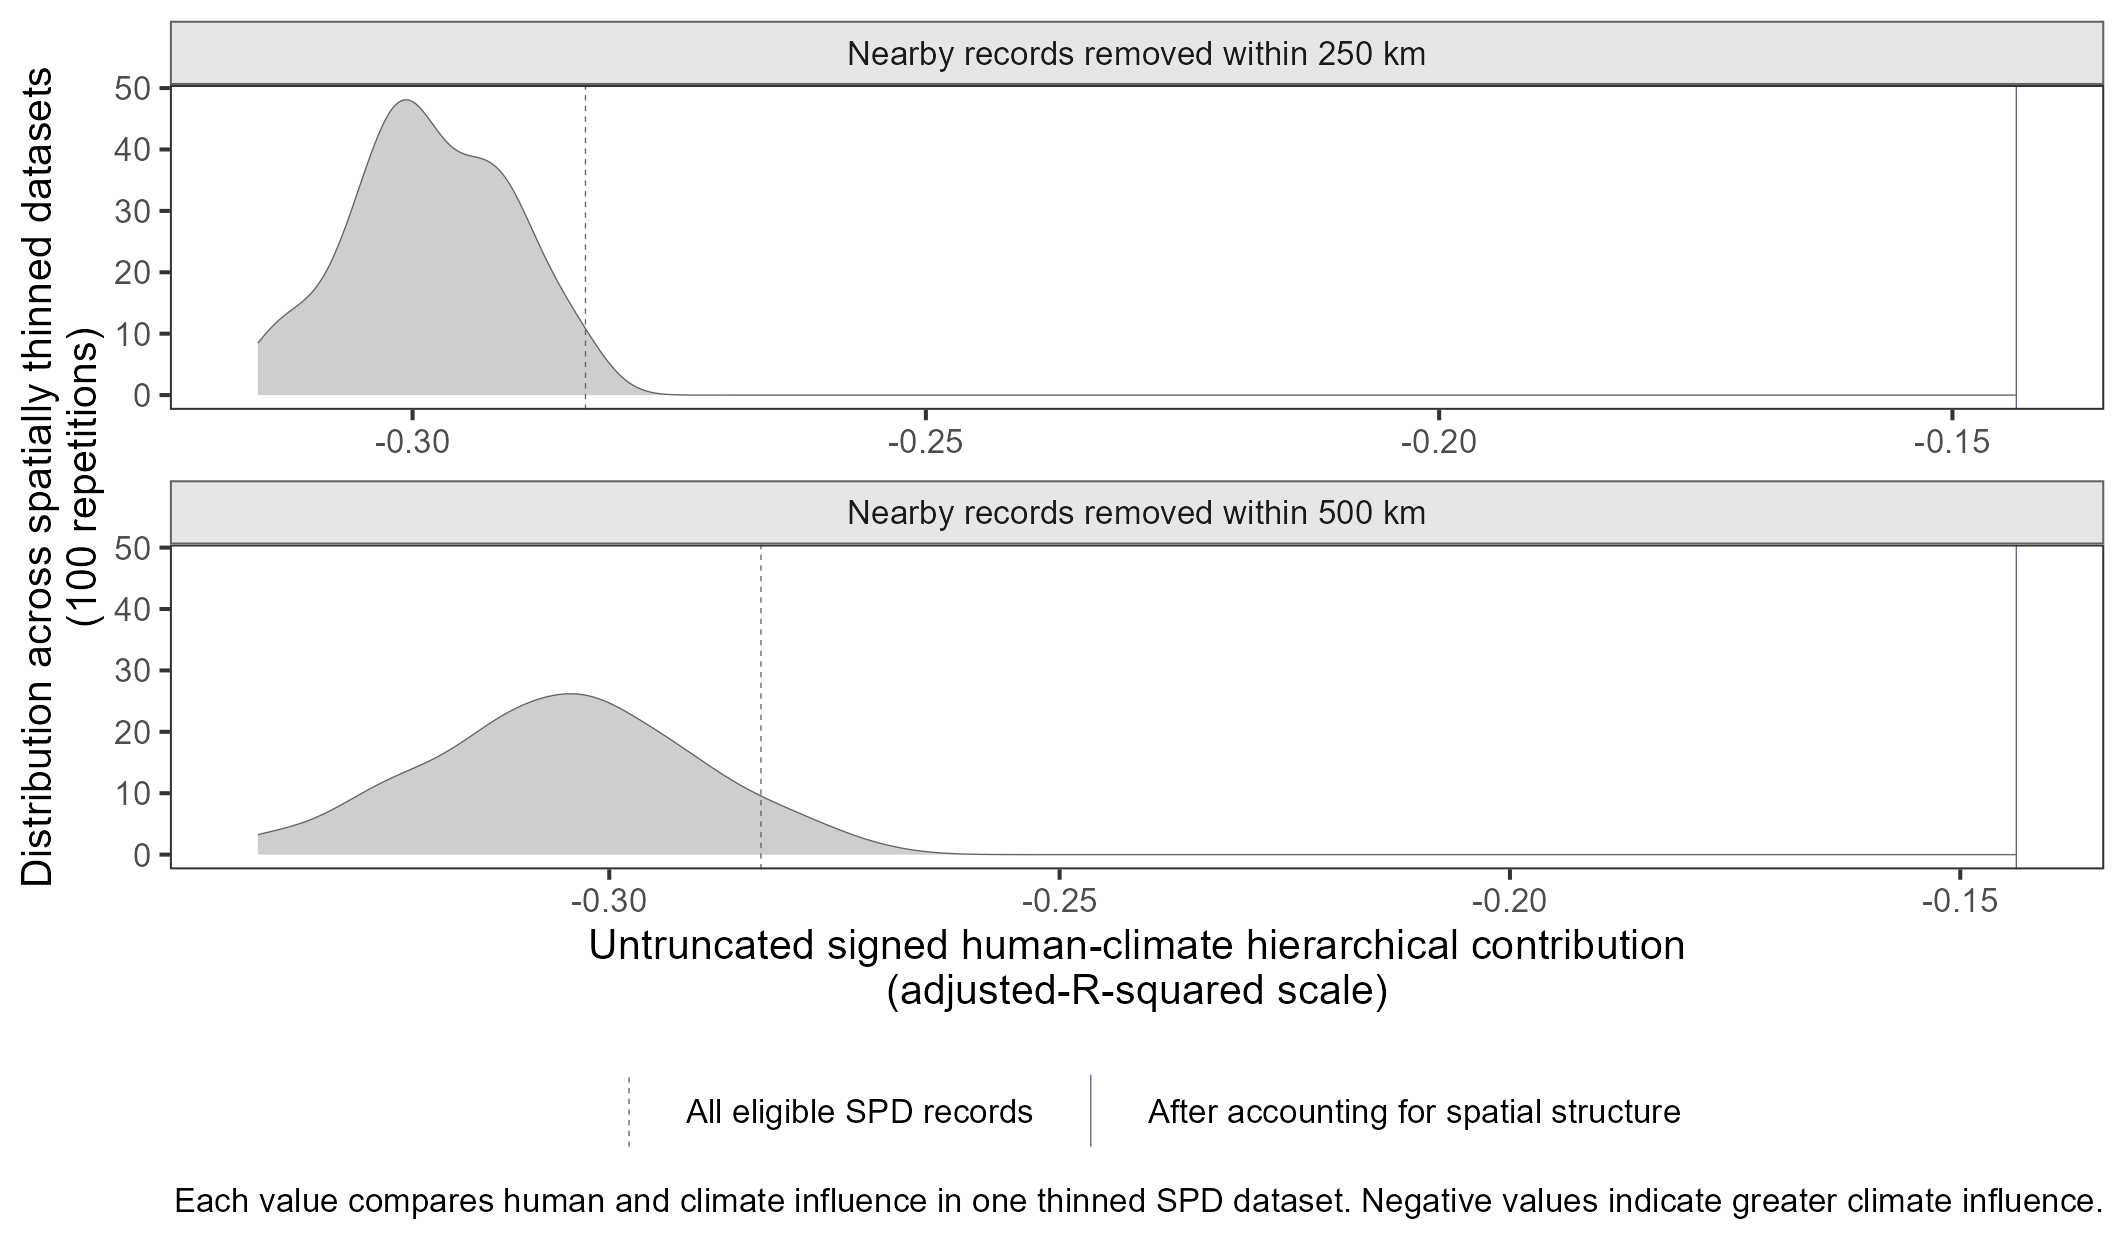 Nearby records removed within 250 km
50
40
30
20
10
0
-0.30
-0.25
-0.20
-0.15
Nearby records removed within 500 km
50
40
30
20
10
0
-0.30
-0.25
-0.20
-0.15
Distribution across spatially thinned datasets
(100 repetitions)
Untruncated signed human-climate hierarchical contribution
(adjusted-R-squared scale)
All eligible SPD records
After accounting for spatial structure
Each value compares human and climate influence in one thinned SPD dataset. Negative values indicate greater climate influence.